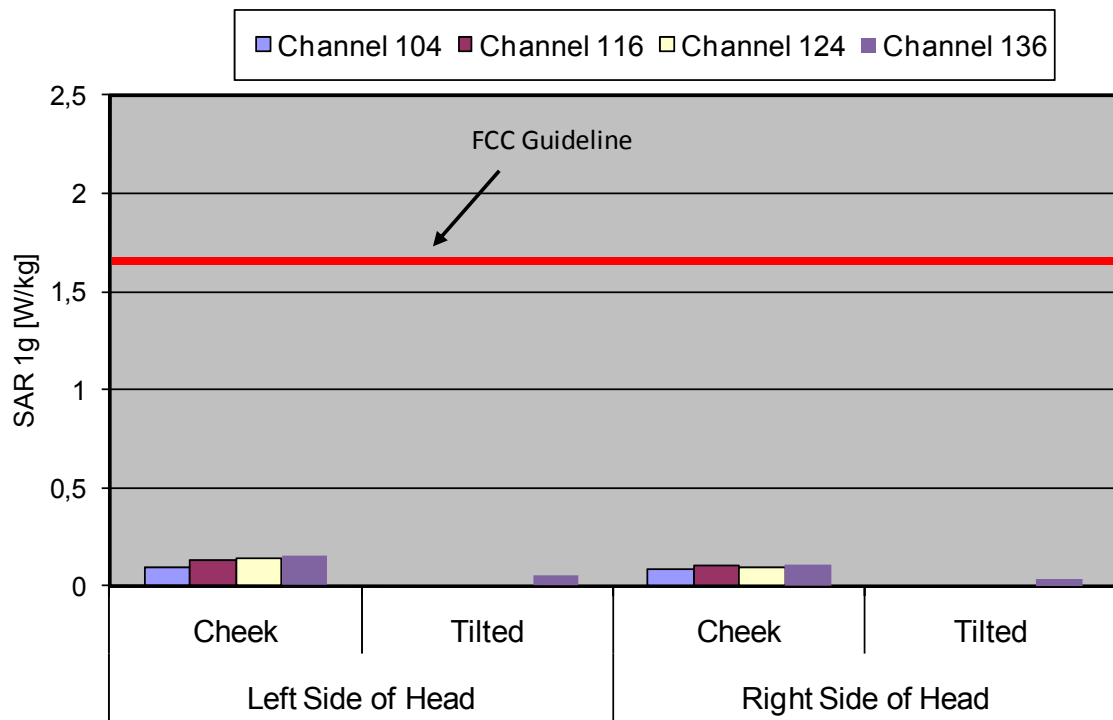 Channel 104 Channel 116 Channel 124 Channel 136
2,5
FCC Guideline
2
1,5
1
0,5
0
SAR 1g [W/kg]
Cheek Tilted Cheek Tilted
Left Side of Head Right Side of Head